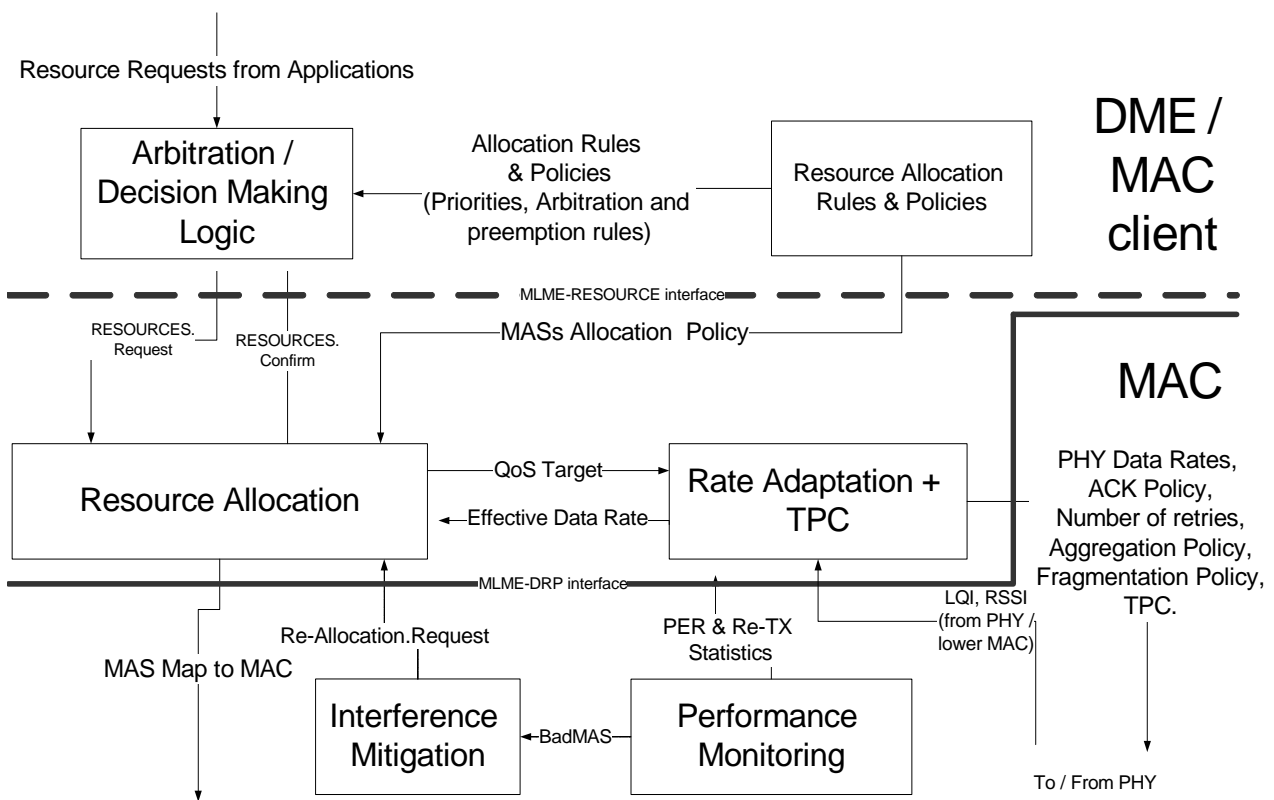 Resource Requests from Applications
DME /
MAC
client
Arbitration /
Decision Making
Logic
Allocation Rules
& Policies
(Priorities, Arbitration and
preemption rules)
Resource Allocation
Rules & Policies
MLME-RESOURCE interface
RESOURCES.
Request
RESOURCES.
Confirm
MASs Allocation Policy
MAC
Resource Allocation
QoS Target
Effective Data Rate
Rate Adaptation +
TPC
PHY Data Rates,
ACK Policy,
Number of retries,
Aggregation Policy,
Fragmentation Policy,
TPC.
MLME-DRP interface
MAS Map to MAC
Re-Allocation.Request
PER & Re-TX
Statistics
LQI, RSSI
(from PHY /
lower MAC)
Interference
Mitigation
BadMAS
Performance
Monitoring
To / From PHY